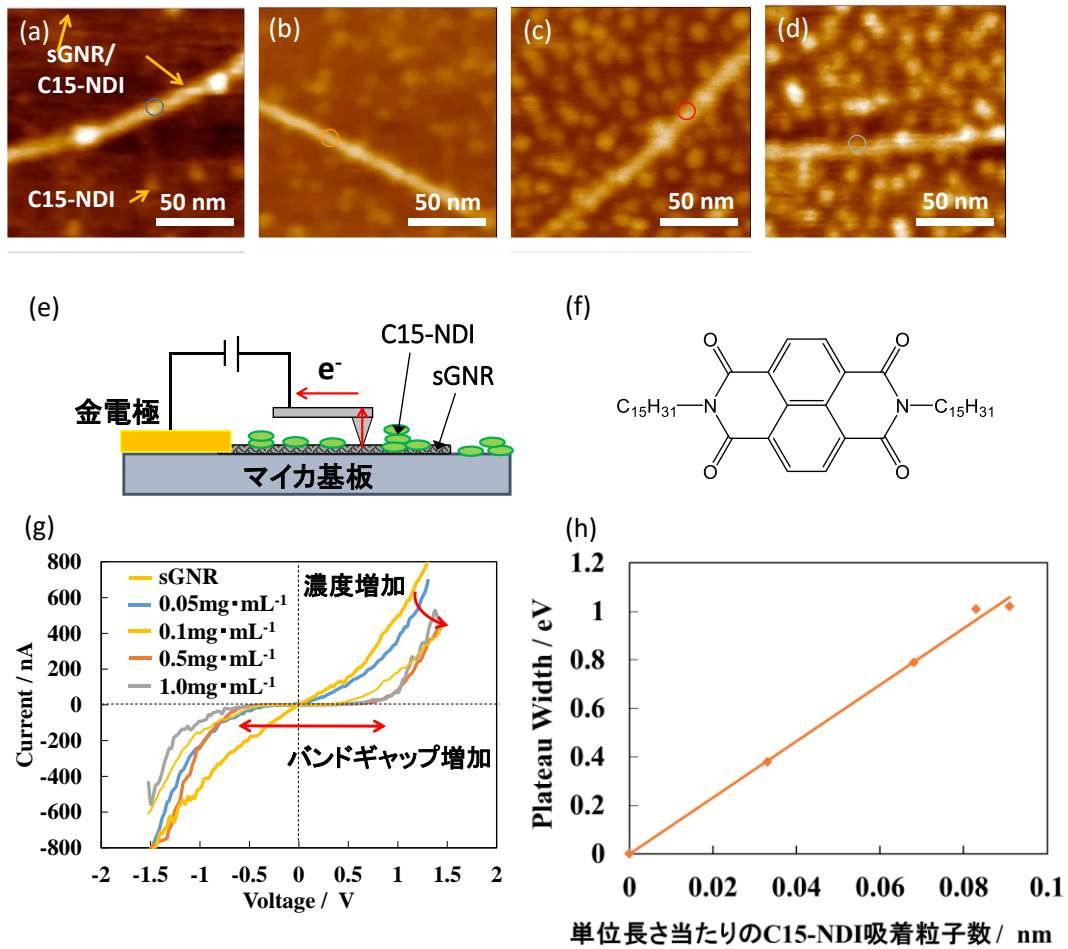 (a)
sGNR/
C15-NDI
C15-NDI
50 nm
(b)
50 nm
(c)
50 nm
(d)
50 nm
(e)
C15-NDI
sGNR
e-
金電極
マイカ基板
(f)
O
O
C15H31
N
N
C15H31
O
O
(g)
800
600
400
200
0
-200
-400
-600
-800
Current / nA
sGNR
0.05mg・mL-1
0.1mg・mL-1
0.5mg・mL-1
1.0mg・mL-1
濃度増加
バンドギャップ増加
-2
-1.5
-1
-0.5
0
0.5
1
1.5
2
Voltage / V
(h)
1.2
1
0.8
0.6
0.4
0.2
0
Plateau Width / eV
0
0.02
0.04
0.06
0.08
0.1
単位長さ当たりのC15-NDI吸着粒子数 / nm